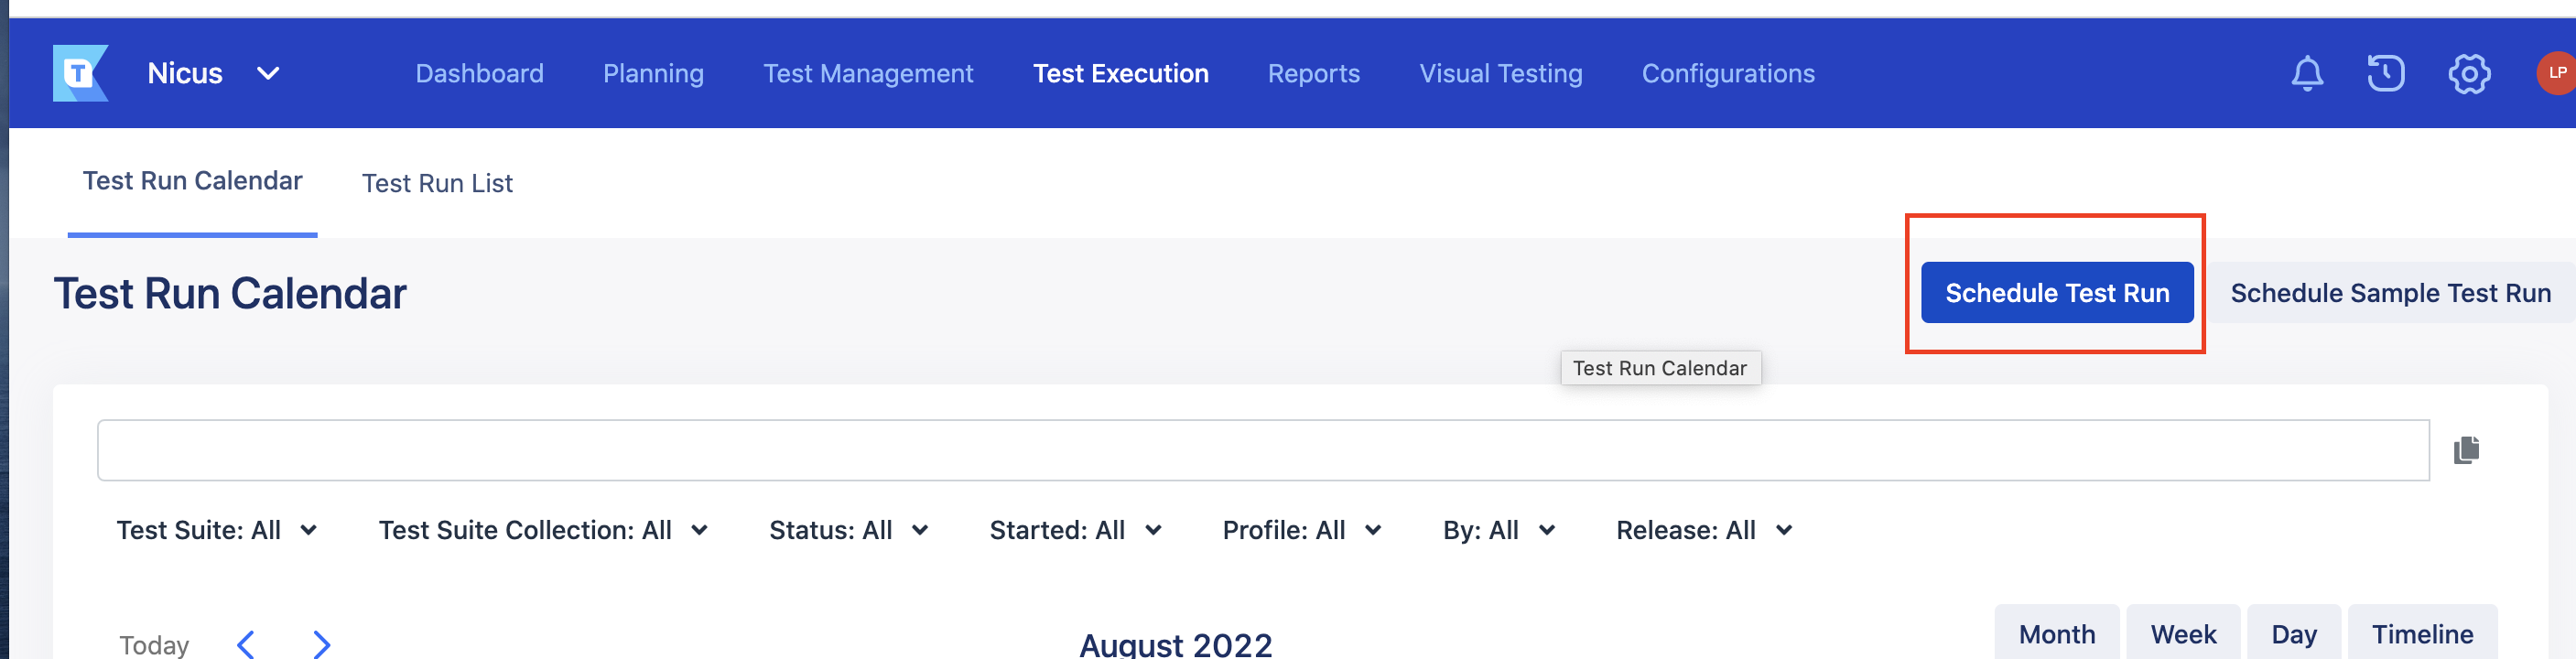 T Nicus Dashboard Planning Test Management Test Execution Reports Visual Testing Configurations LP
Test Run Calendar Test Run List
Test Run Calendar Schedule Test Run Schedule Sample Test Run
Test Run Calendar
Test Suite: All Test Suite Collection: All Status: All Started: All Profile: All By: All Release: All
Today August 2022 Month Week Day Timeline